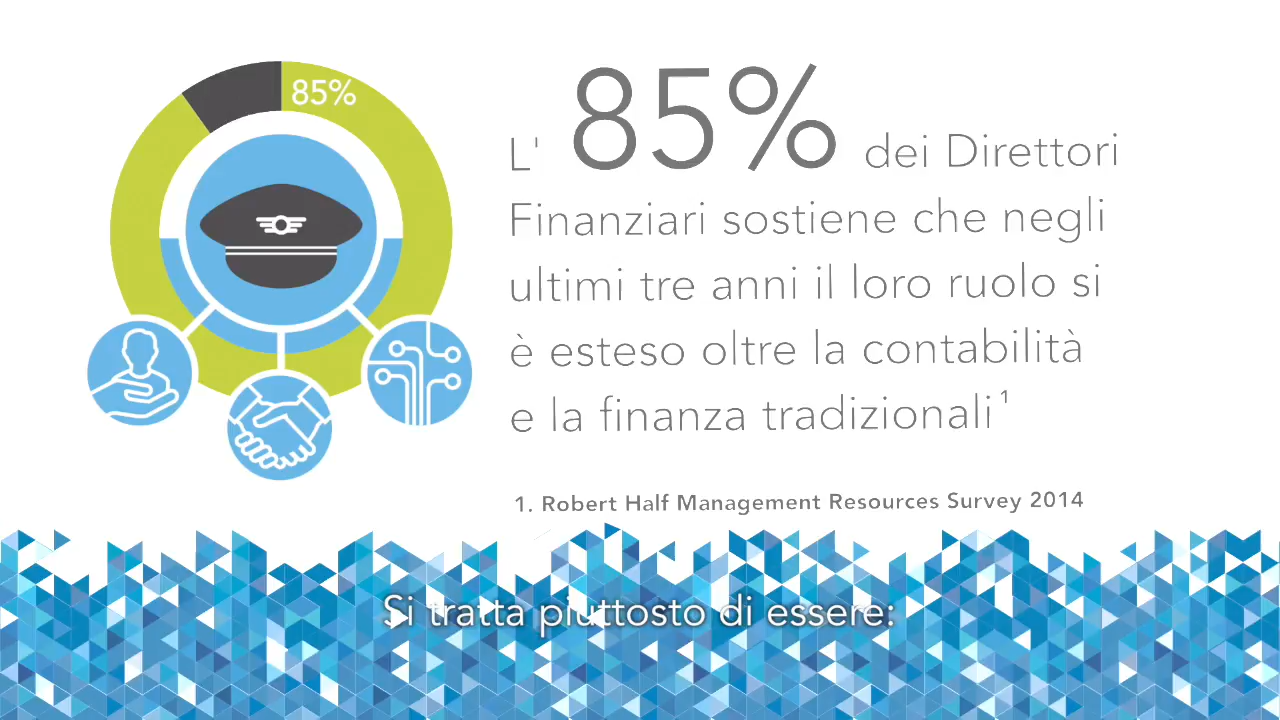 85%
L' 85% dei Direttori
Finanziari sostiene che negli
ultimi tre anni il loro ruolo si
è esteso oltre la contabilità
e la finanza tradizionali¹
1. Robert Half Management Resources Survey 2014
Si tratta piuttosto di essere: